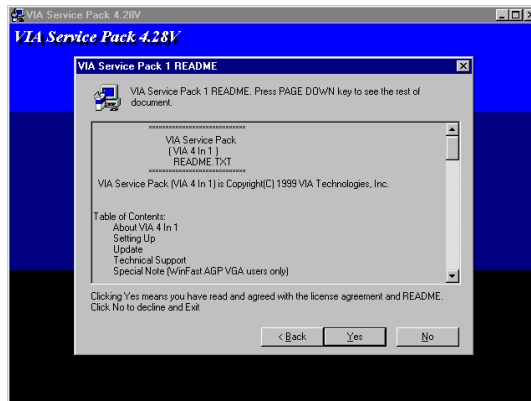 VIA Service Pack 4.28V
VIA Service Pack 4.28V
VIA Service Pack 1 README
VIA Service Pack 1 README. Press PAGE DOWN key to see the rest of
document.
VIA Service Pack
( VIA 4 In 1 )
README.TXT
VIA Service Pack (VIA 4 In 1) is Copyright(C) 1999 VIA Technologies, Inc.
Table of Contents:
About VIA 4 In 1
Setting Up
Update
Technical Support
Special Note (WinFast AGP VGA users only)
Clicking Yes means you have read and agreed with the license agreement and README.
Click No to decline and Exit
< Back
Yes
No